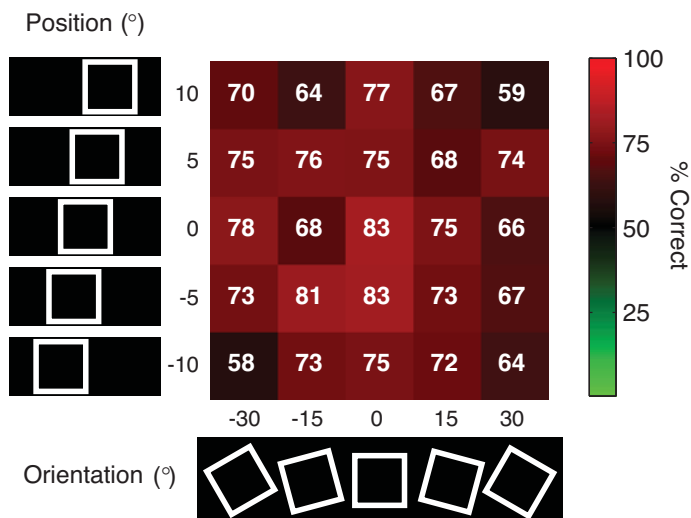 Position (°)
10 70 64 77 67 59
5 75 76 75 68 74
0 78 68 83 75 66
-5 73 81 83 73 67
-10 58 73 75 72 64
-30 -15 0 15 30
Orientation (°)
100
75
50
25
% Correct